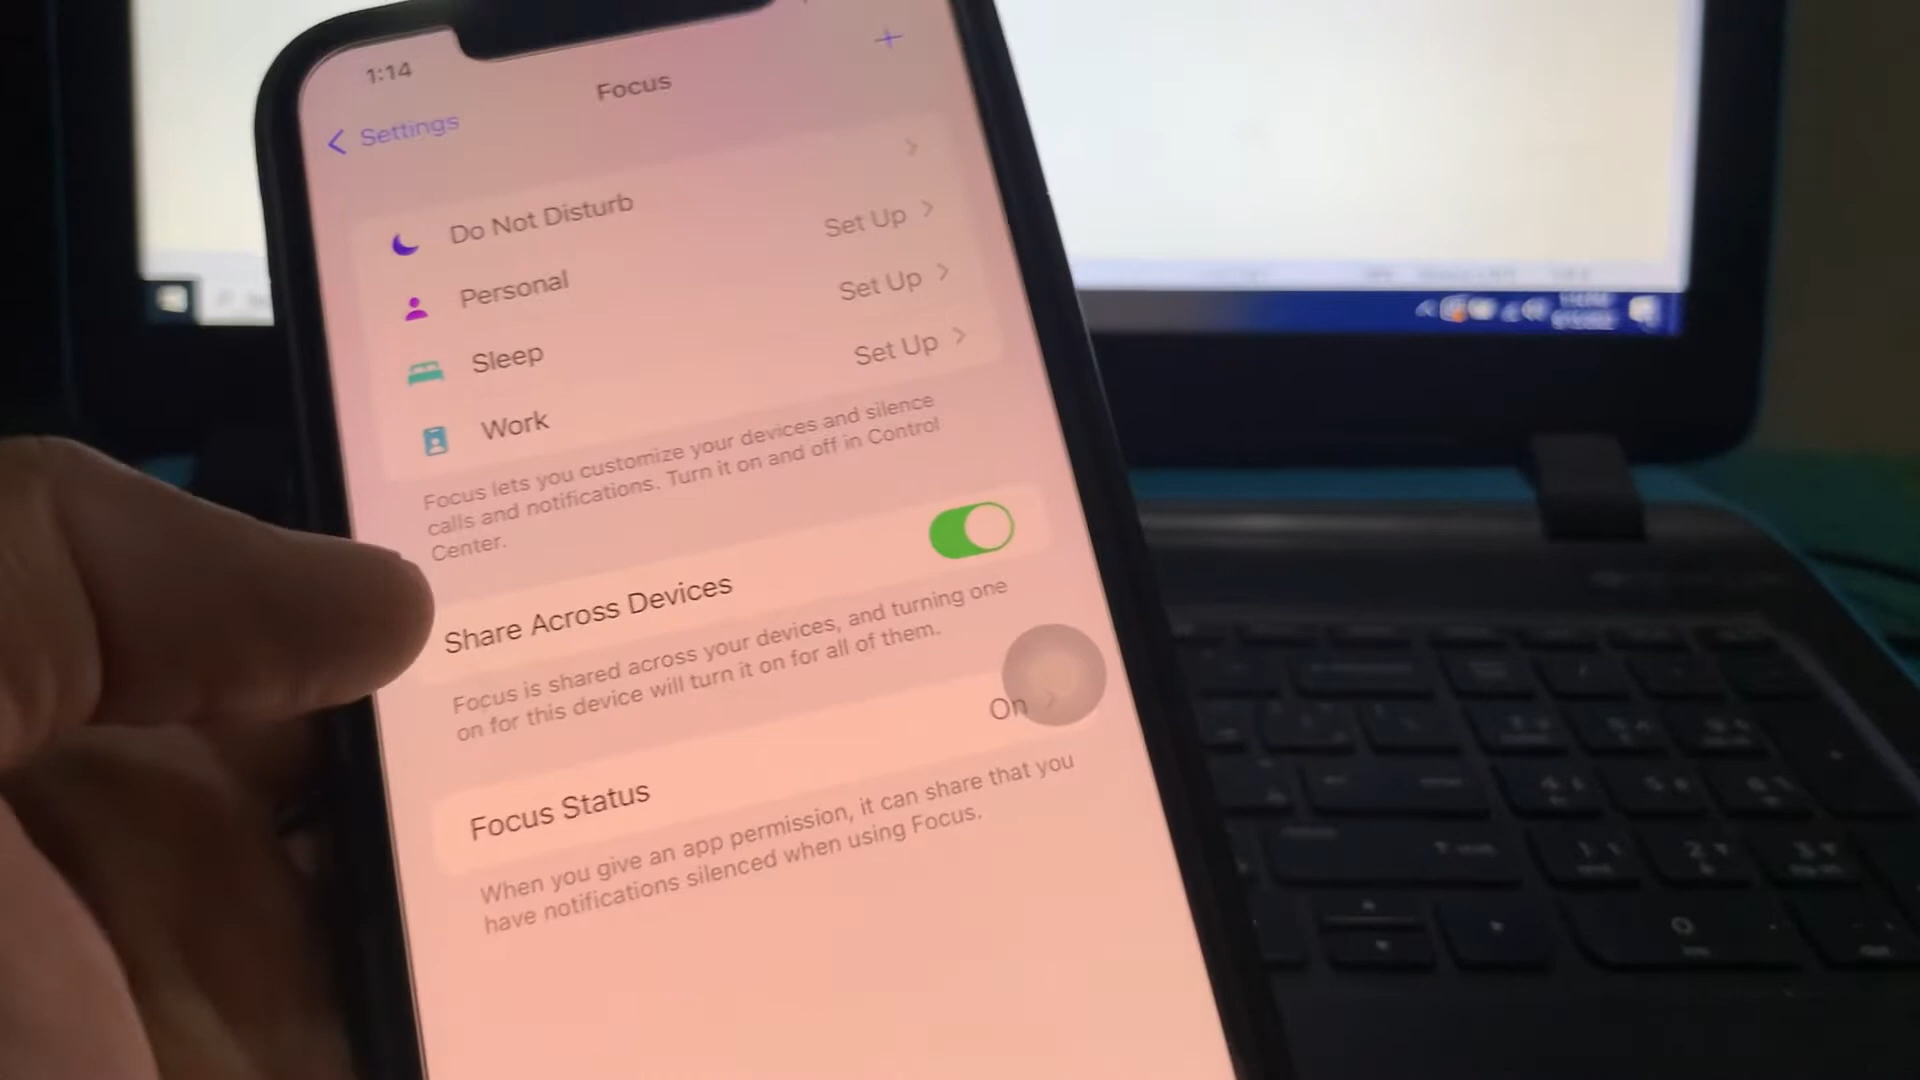 1:14
Focus
Settings
Do Not Disturb
Personal Set Up
Sleep Set Up
Work Set Up
Focus lets you customize your devices and silence
calls and notifications. Turn it on and off in Control
Center.
Share Across Devices
Focus is shared across your devices, and turning one
on for this device will turn it on for all of them.
Focus Status On
When you give an app permission, it can share that you
have notifications silenced when using Focus.